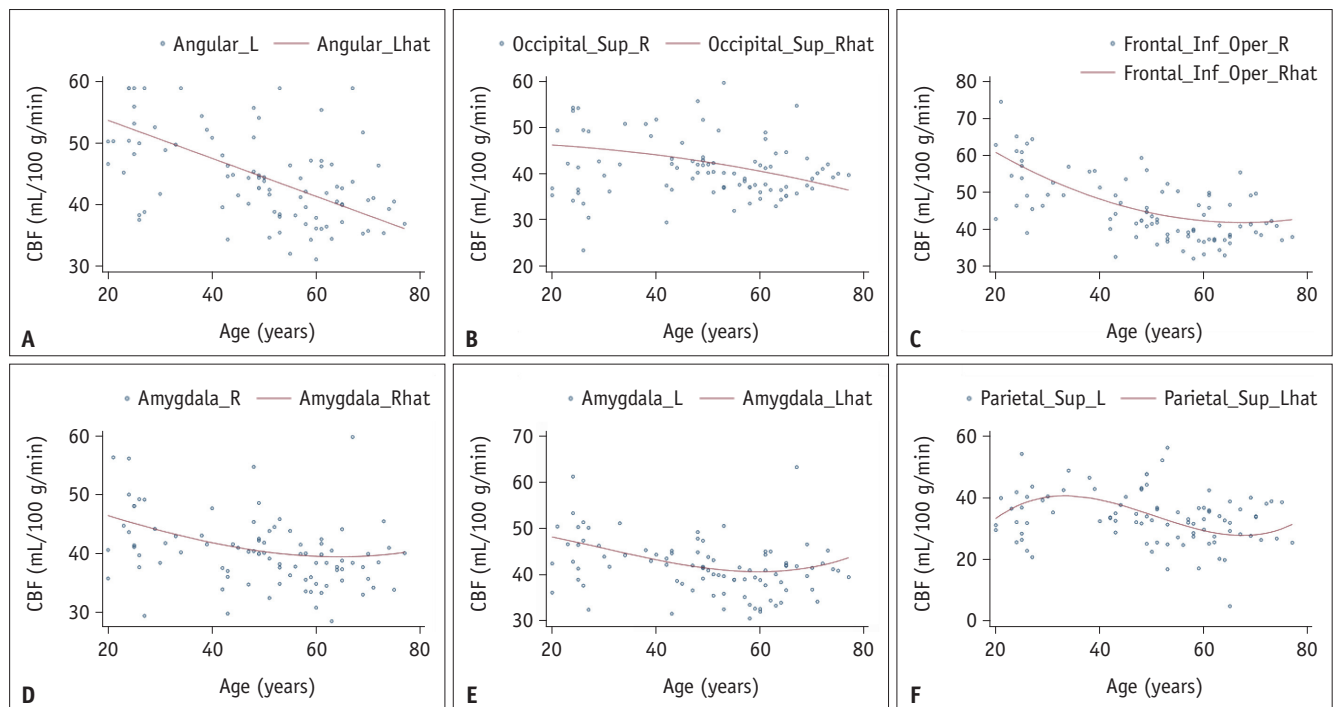 Angular_L Angular_Lhat
CBF (mL/100 g/min)
60
50
40
30
20 40 60 80
Age (years)
A
Occipital_Sup_R Occipital_Sup_Rhat
CBF (mL/100 g/min)
60
50
40
30
20
20 40 60 80
Age (years)
B
Frontal_Inf_Oper_R
Frontal_Inf_Oper_Rhat
CBF (mL/100 g/min)
80
70
60
50
40
30
20 40 60 80
Age (years)
C
Amygdala_R Amygdala_Rhat
CBF (mL/100 g/min)
60
50
40
30
20 40 60 80
Age (years)
D
Amygdala_L Amygdala_Lhat
CBF (mL/100 g/min)
70
60
50
40
30
20 40 60 80
Age (years)
E
Parietal_Sup_L Parietal_Sup_Lhat
CBF (mL/100 g/min)
60
40
20
0
20 40 60 80
Age (years)
F